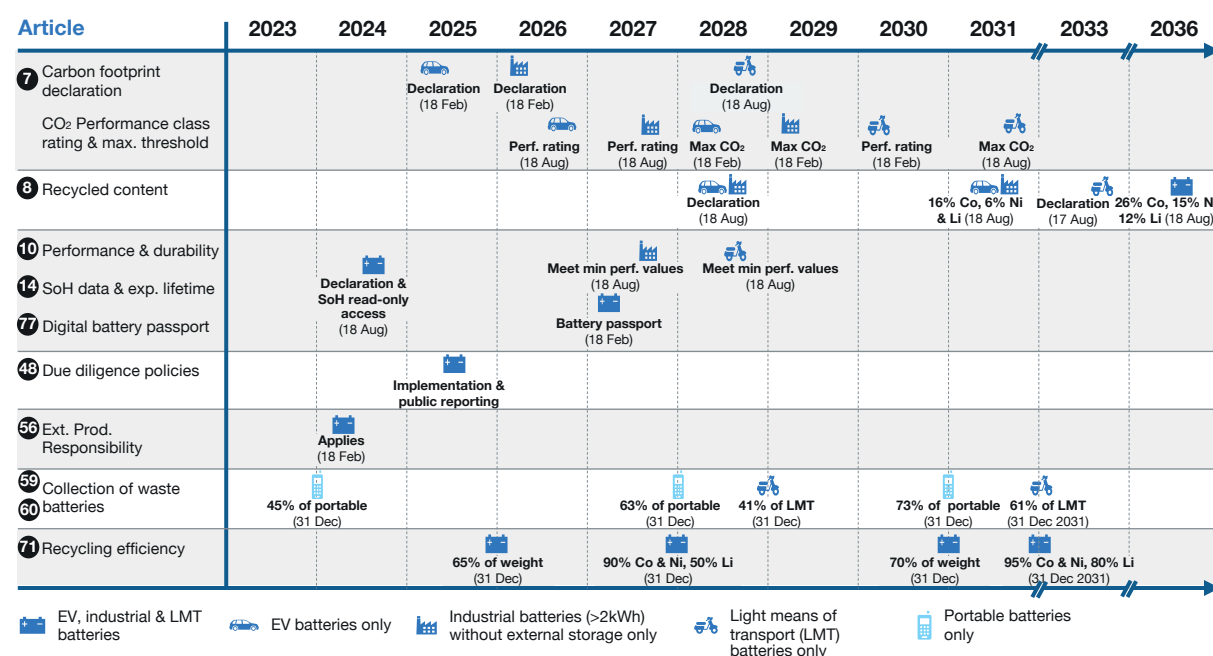 Article 2023 2024 2025 2026 2027 2028 2029 2030 2031 2033 2036
7 Carbon footprint
declaration
Declaration
(18 Feb)
Declaration
(18 Feb)
Declaration
(18 Aug)
CO₂ Performance class
rating & max. threshold
Perf. rating
(18 Aug)
Perf. rating
(18 Aug)
Max CO₂
(18 Feb)
Max CO₂
(18 Feb)
Perf. rating
(18 Feb)
Max CO₂
(18 Aug)
8 Recycled content
Declaration
(18 Aug)
16% Co, 6% Ni
& Li (18 Aug)
Declaration
(17 Aug)
26% Co, 15% N
12% Li (18 Aug)
10 Performance & durability
14 SoH data & exp. lifetime
77 Digital battery passport
Declaration &
SoH read-only
access
(18 Aug)
Meet min perf. values
(18 Aug)
Meet min perf. values
(18 Aug)
Battery passport
(18 Feb)
48 Due diligence policies
Implementation &
public reporting
56 Ext. Prod.
Responsibility
Applies
(18 Feb)
59
60
Collection of waste
batteries
45% of portable
(31 Dec)
63% of portable
(31 Dec)
41% of LMT
(31 Dec)
73% of portable
(31 Dec)
61% of LMT
(31 Dec 2031)
71 Recycling efficiency
65% of weight
(31 Dec)
90% Co & Ni, 50% Li
(31 Dec)
70% of weight
(31 Dec)
95% Co & Ni, 80% Li
(31 Dec 2031)
EV, industrial & LMT
batteries
EV batteries only
Industrial batteries (>2kWh)
without external storage only
Light means of
transport (LMT)
batteries only
Portable batteries
only